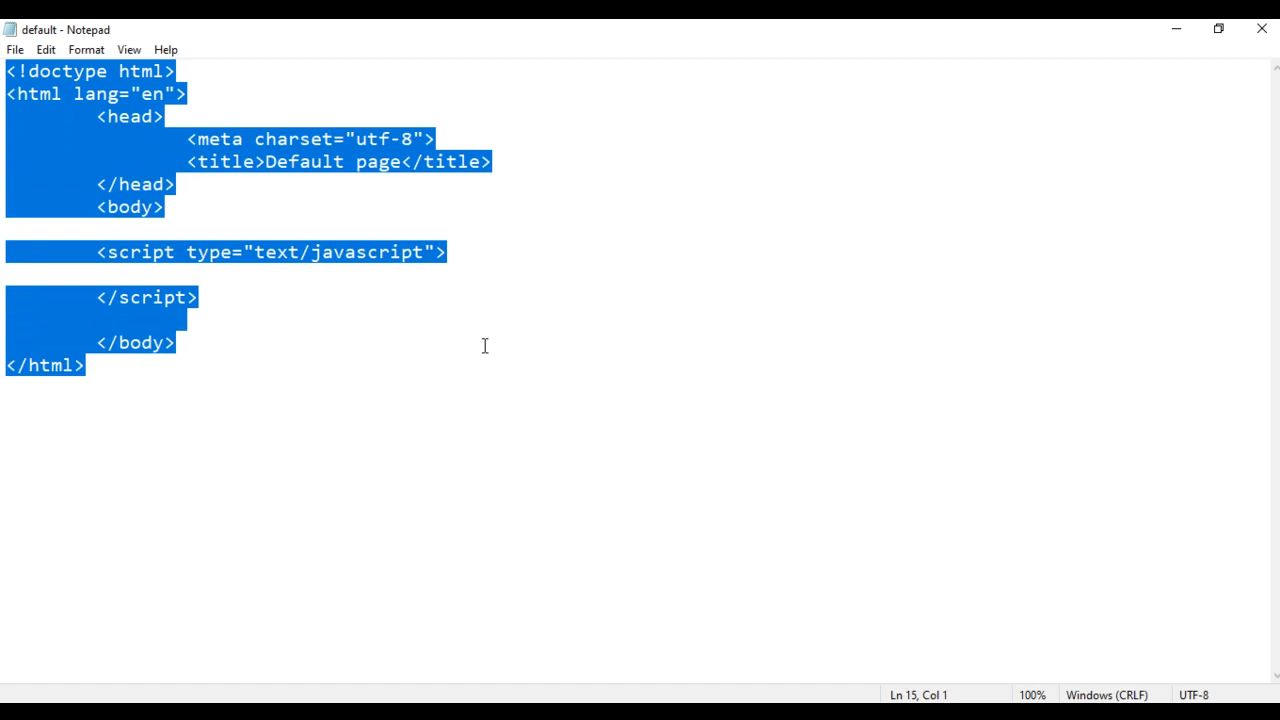 default - Notepad
File Edit Format View Help
<!doctype html>
<html lang="en">
<head>
<meta charset="utf-8">
<title>Default page</title>
</head>
<body>
<script type="text/javascript">
</script>
</body>
</html>
Ln 15, Col 1 100% Windows (CRLF) UTF-8